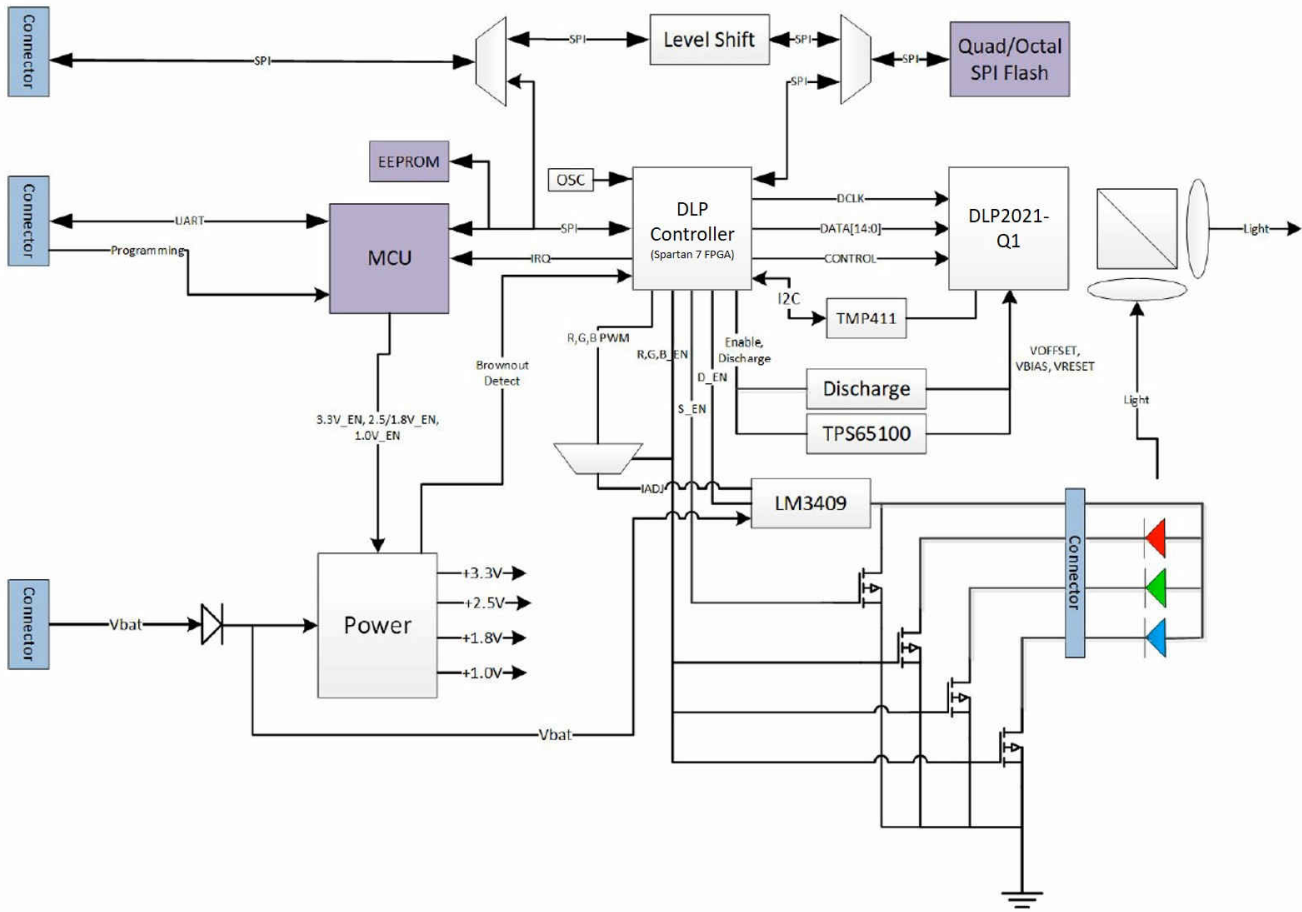 Connector
SPI
SPI
Level Shift
SPI
SPI
SPI
Quad/Octal
SPI Flash
EEPROM
OSC
Connector
UART
Programming
MCU
SPI
IRQ
DLP
Controller
(Spartan 7 FPGA)
DCLK
DATA[14:0]
CONTROL
DLP2021-
Q1
Light
I2C
TMP411
R,G,B PWM
R,G,B_EN
Enable,
Discharge
D_EN
S_EN
Brownout
Detect
VOFFSET,
VBIAS, VRESET
Discharge
TPS65100
Light
3.3V_EN, 2.5/1.8V_EN,
1.0V_EN
IADJ
LM3409
Connector
Connector
Vbat
Power
+3.3V
+2.5V
+1.8V
+1.0V
Vbat